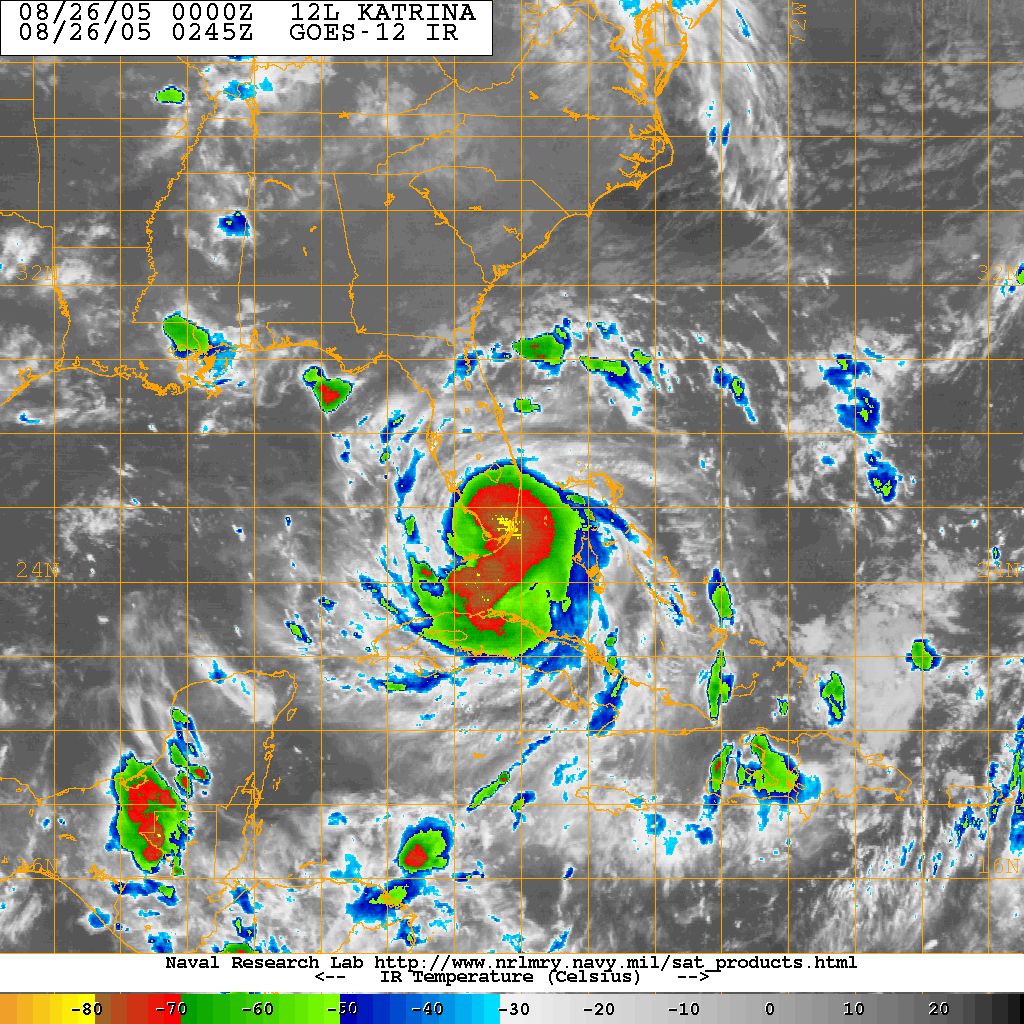 08/26/05 0000Z 12L KATRINA
08/26/05 0245Z GOES-12 IR
72W
32N 32N
24N 24N
16N 16N
Naval Research Lab http://www.nrlmry.navy.mil/sat_products.html
<-- IR Temperature (Celsius) -->
-80 -70 -60 -50 -40 -30 -20 -10 0 10 20